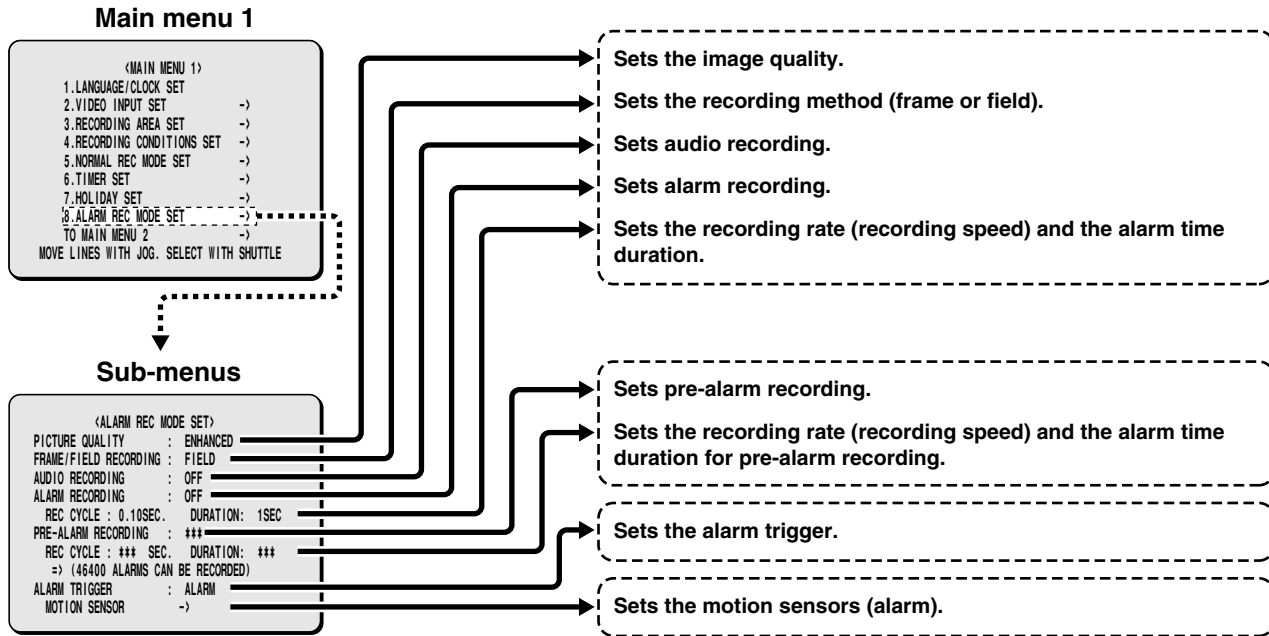 Main menu 1
<MAIN MENU 1>
1.LANGUAGE/CLOCK SET
2.VIDEO INPUT SET ->
3.RECORDING AREA SET ->
4.RECORDING CONDITIONS SET ->
5.NORMAL REC MODE SET ->
6.TIMER SET ->
7.HOLIDAY SET ->
8.ALARM REC MODE SET ->
TO MAIN MENU 2 ->
MOVE LINES WITH JOG. SELECT WITH SHUTTLE
Sets the image quality.
Sets the recording method (frame or field).
Sets audio recording.
Sets alarm recording.
Sets the recording rate (recording speed) and the alarm time
duration.
Sub-menus
<ALARM REC MODE SET>
PICTURE QUALITY : ENHANCED
FRAME/FIELD RECORDING : FIELD
AUDIO RECORDING : OFF
ALARM RECORDING : OFF
REC CYCLE : 0.10SEC. DURATION: 1SEC
PRE-ALARM RECORDING : ***
REC CYCLE : *** SEC. DURATION: ***
=> (46400 ALARMS CAN BE RECORDED)
ALARM TRIGGER : ALARM
MOTION SENSOR ->
Sets pre-alarm recording.
Sets the recording rate (recording speed) and the alarm time
duration for pre-alarm recording.
Sets the alarm trigger.
Sets the motion sensors (alarm).